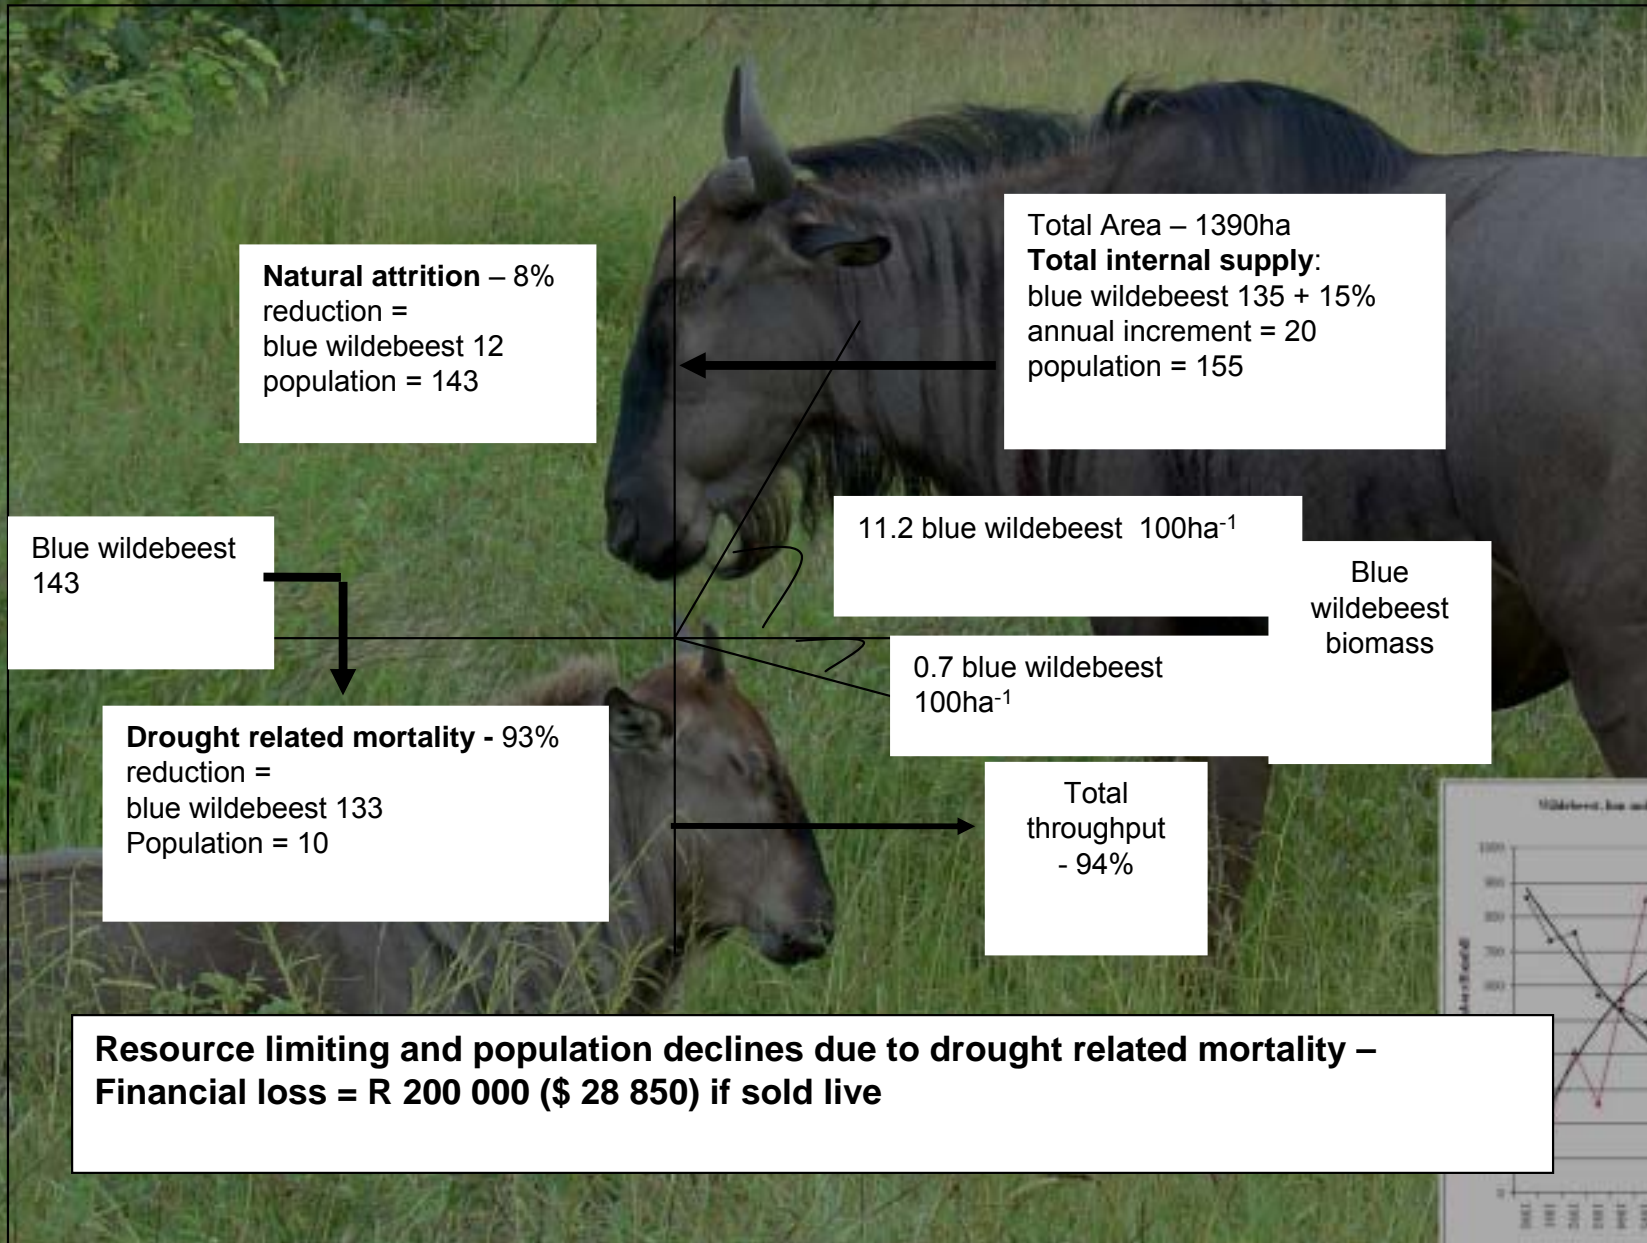 Total Area – 1390ha
Total internal supply:
blue wildebeest 135 + 15%
annual increment = 20
population = 155
Natural attrition – 8%
reduction =
blue wildebeest 12
population = 143
Blue wildebeest
143
Drought related mortality - 93%
reduction =
blue wildebeest 133
Population = 10
11.2 blue wildebeest 100ha⁻¹
0.7 blue wildebeest
100ha⁻¹
Blue
wildebeest
biomass
Total
throughput
- 94%
Resource limiting and population declines due to drought related mortality –
Financial loss = R 200 000 ($ 28 850) if sold live